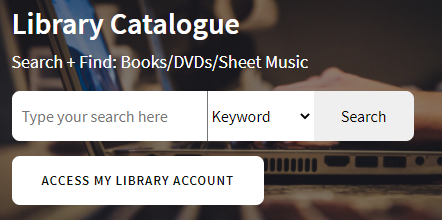 Library Catalogue
Search + Find: Books/DVDs/Sheet Music
Type your search here Keyword Search
ACCESS MY LIBRARY ACCOUNT